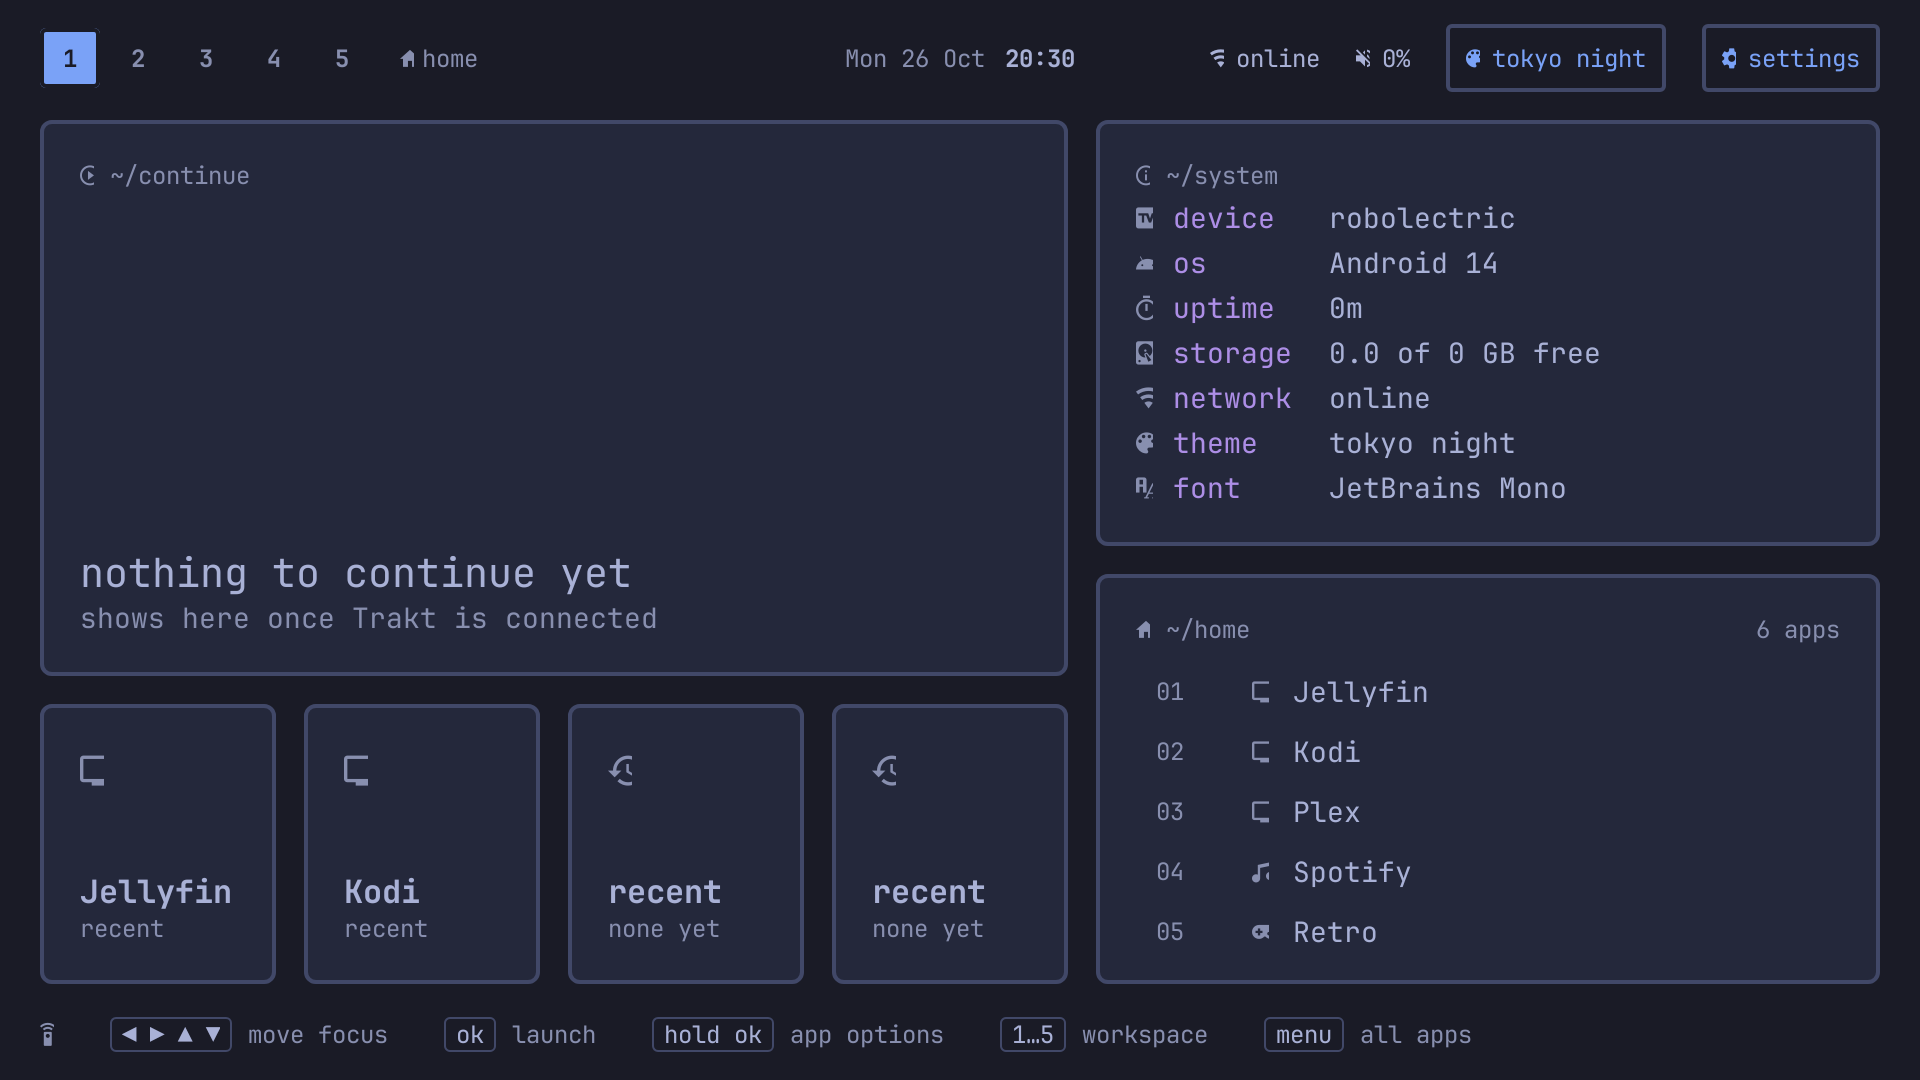 1 2 3 4 5 home
Mon 26 Oct 20:30
online 0% tokyo night settings
~/continue
nothing to continue yet
shows here once Trakt is connected
~/system
device robolectric
os Android 14
uptime 0m
storage 0.0 of 0 GB free
network online
theme tokyo night
font JetBrains Mono
Jellyfin
recent
Kodi
recent
recent
none yet
recent
none yet
~/home 6 apps
01 Jellyfin
02 Kodi
03 Plex
04 Spotify
05 Retro
◀ ▶ ▲ ▼ move focus ok launch hold ok app options 1…5 workspace menu all apps